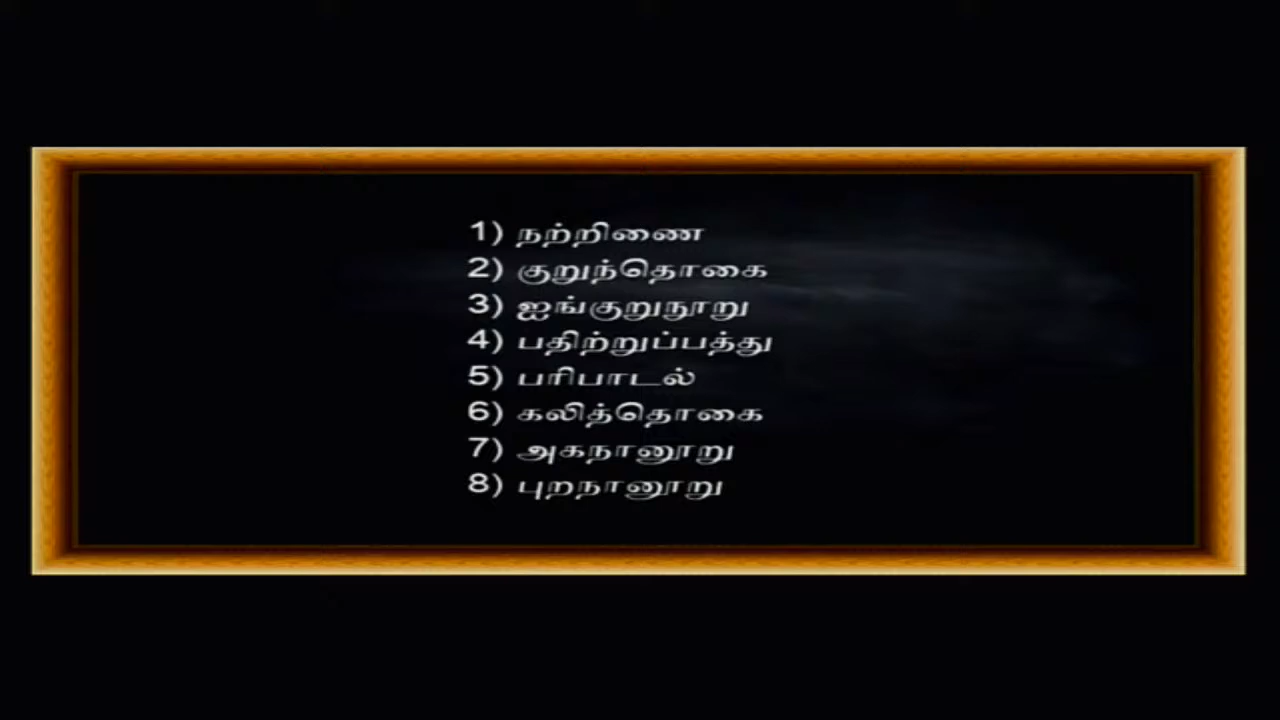 1) நற்றிணை
2) குறுந்தொகை
3) ஐங்குறுநூறு
4) பதிற்றுப்பத்து
5) பரிபாடல்
6) கலித்தொகை
7) அகநானூறு
8) புறநானூறு